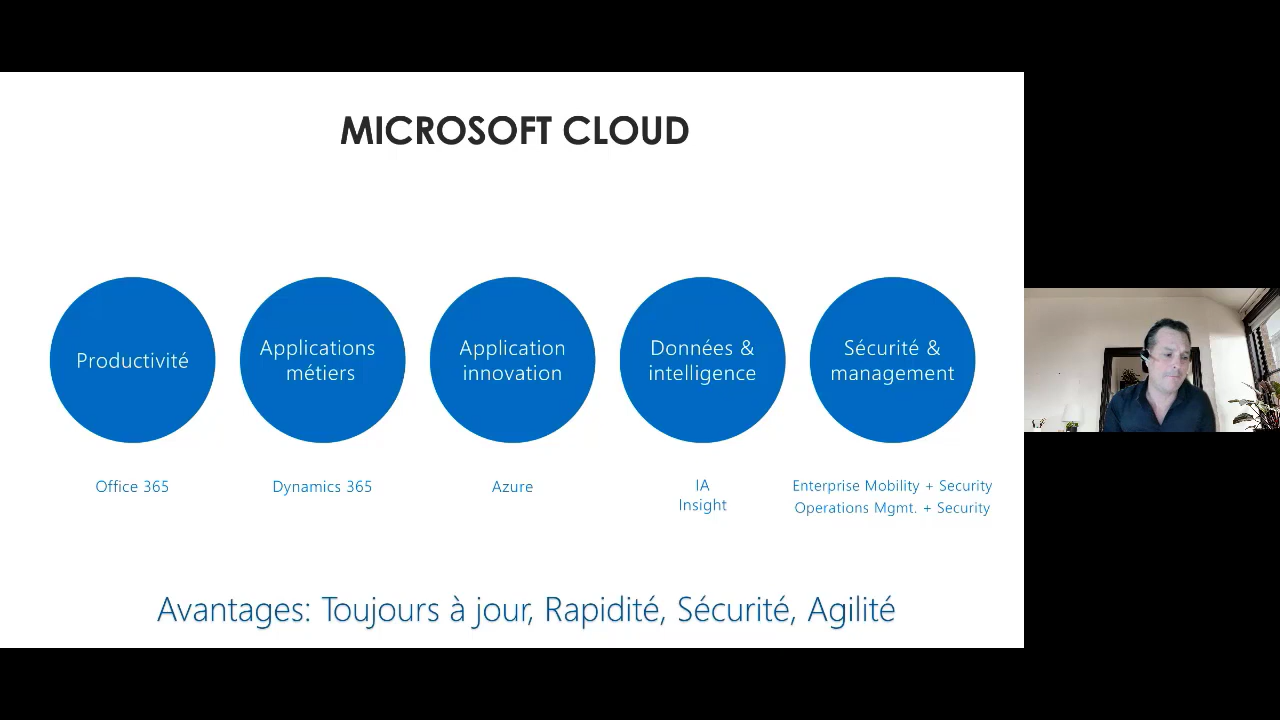 MICROSOFT CLOUD
Productivité
Applications
métiers
Application
innovation
Données &
intelligence
Sécurité &
management
Office 365
Dynamics 365
Azure
IA
Insight
Enterprise Mobility + Security
Operations Mgmt. + Security
Avantages: Toujours à jour, Rapidité, Sécurité, Agilité